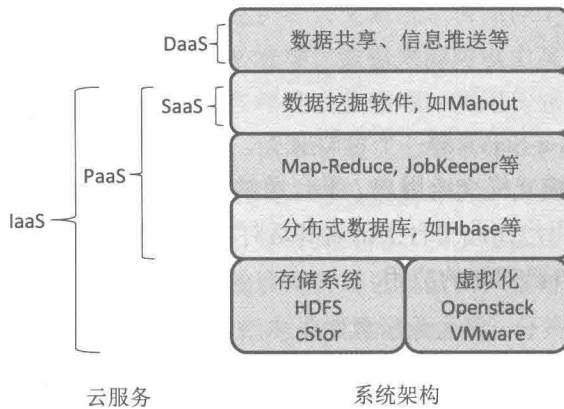 DaaS
数据共享、信息推送等
SaaS
数据挖掘软件, 如Mahout
PaaS
Map-Reduce, JobKeeper等
IaaS
分布式数据库, 如Hbase等
存储系统
HDFS
cStor
虚拟化
Openstack
VMware
云服务
系统架构